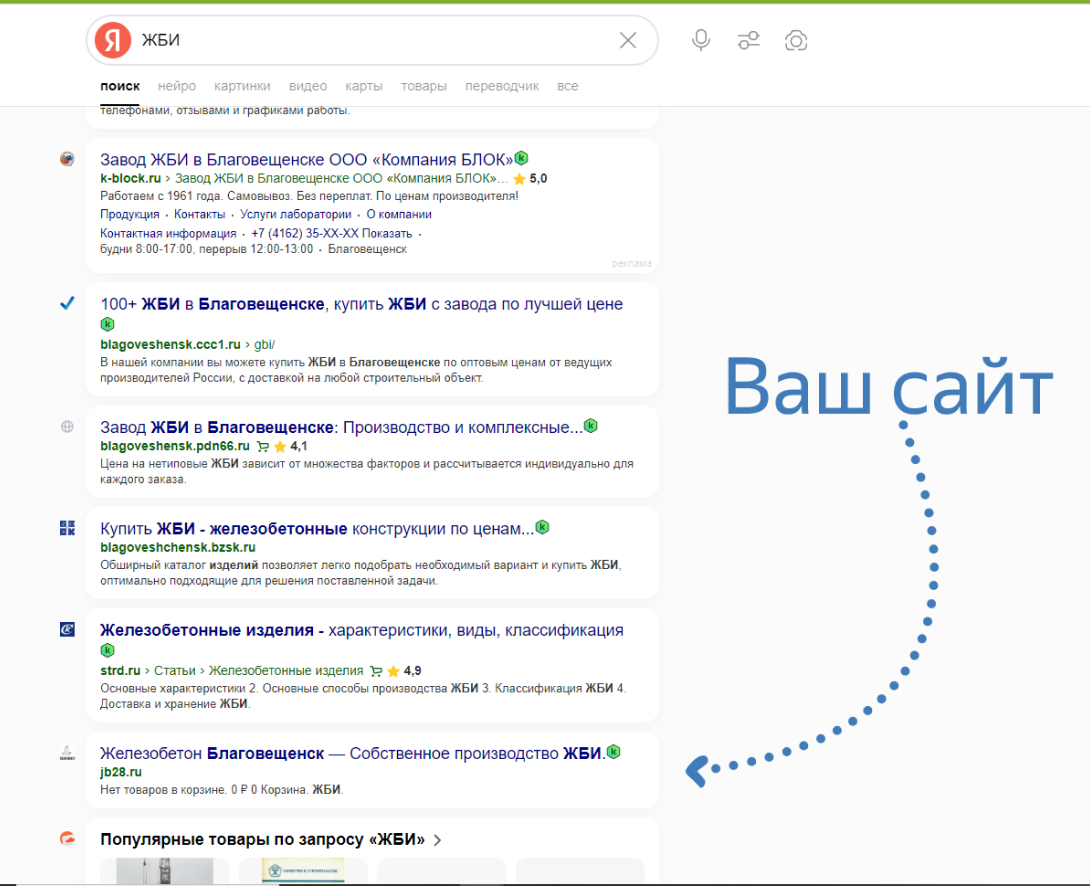 Я ЖБИ
поиск нейро картинки видео карты товары переводчик все
телефонами, отзывами и графиками работы.
Завод ЖБИ в Благовещенске ООО «Компания БЛОК»
k-block.ru › Завод ЖБИ в Благовещенске ООО «Компания БЛОК»... 5,0
Работаем с 1961 года. Самовывоз. Без переплат. По ценам производителя!
Продукция · Контакты · Услуги лаборатории · О компании
Контактная информация · +7 (4162) 35-XX-XX Показать ·
будни 8:00-17:00, перерыв 12:00-13:00 · Благовещенск
реклама
100+ ЖБИ в Благовещенске, купить ЖБИ с завода по лучшей цене
blagoveshensk.ccc1.ru › gbi/
В нашей компании вы можете купить ЖБИ в Благовещенске по оптовым ценам от ведущих
производителей России, с доставкой на любой строительный объект.
Ваш сайт
Завод ЖБИ в Благовещенске: Производство и комплексные...
blagoveshensk.pdn66.ru 4,1
Цена на нетиповые ЖБИ зависит от множества факторов и рассчитывается индивидуально для
каждого заказа.
Купить ЖБИ - железобетонные конструкции по ценам...
blagoveshchensk.bzsk.ru
Обширный каталог изделий позволяет легко подобрать необходимый вариант и купить ЖБИ,
оптимально подходящие для решения поставленной задачи.
Железобетонные изделия - характеристики, виды, классификация
strd.ru › Статьи › Железобетонные изделия 4,9
Основные характеристики 2. Основные способы производства ЖБИ 3. Классификация ЖБИ 4.
Доставка и хранение ЖБИ.
Железобетон Благовещенск — Собственное производство ЖБИ.
jb28.ru
Нет товаров в корзине. 0 ₽ 0 Корзина. ЖБИ.
Популярные товары по запросу «ЖБИ» >